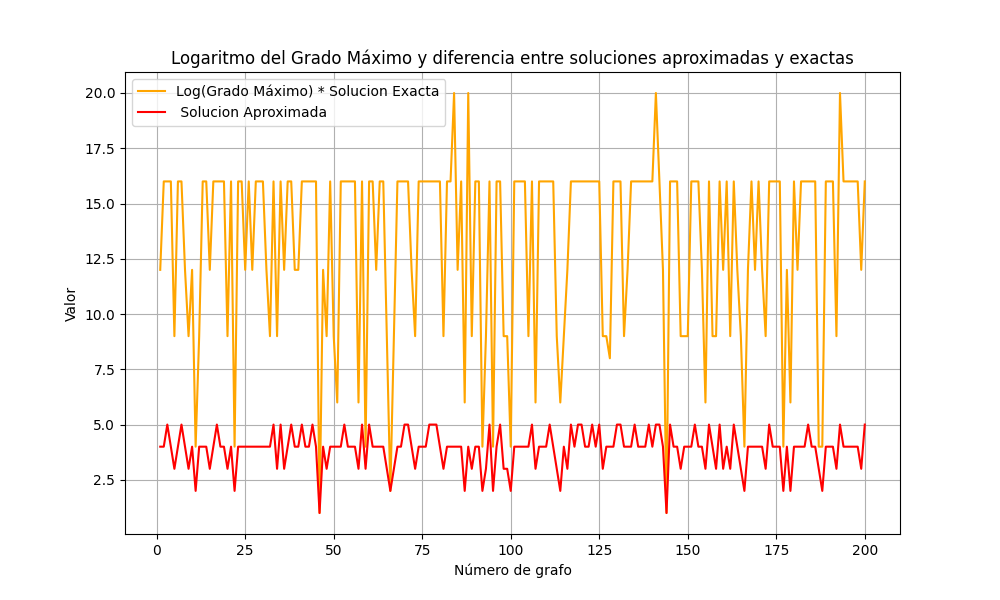 Logaritmo del Grado Máximo y diferencia entre soluciones aproximadas y exactas
Log(Grado Máximo) * Solucion Exacta
Solucion Aproximada
Valor
20.0
17.5
15.0
12.5
10.0
7.5
5.0
2.5
0 25 50 75 100 125 150 175 200
Número de grafo